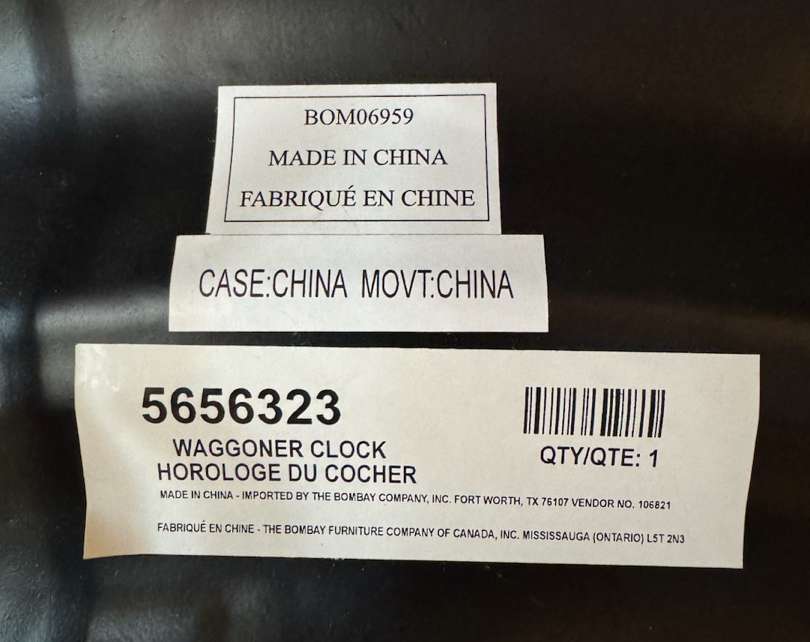 BOM06959
MADE IN CHINA
FABRIQUÉ EN CHINE
CASE:CHINA MOVT:CHINA
5656323
WAGGONER CLOCK
HOROLOGE DU COCHER
QTY/QTE: 1
MADE IN CHINA - IMPORTED BY THE BOMBAY COMPANY, INC. FORT WORTH, TX 76107 VENDOR NO. 106821
FABRIQUÉ EN CHINE - THE BOMBAY FURNITURE COMPANY OF CANADA, INC. MISSISSAUGA (ONTARIO) L5T 2N3